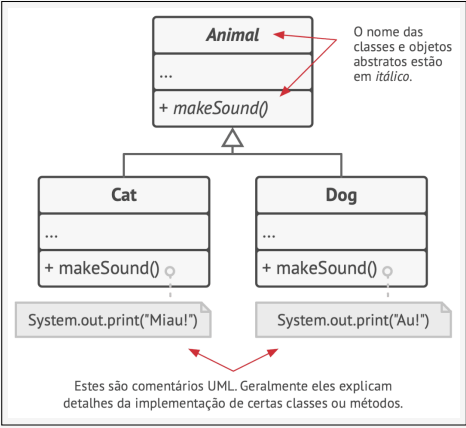 Animal
...
+ makeSound()
O nome das
classes e objetos
abstratos estão
em itálico.
Cat
...
+ makeSound()
System.out.print("Miau!")
Dog
...
+ makeSound()
System.out.print("Au!")
Estes são comentários UML. Geralmente eles explicam
detalhes da implementação de certas classes ou métodos.